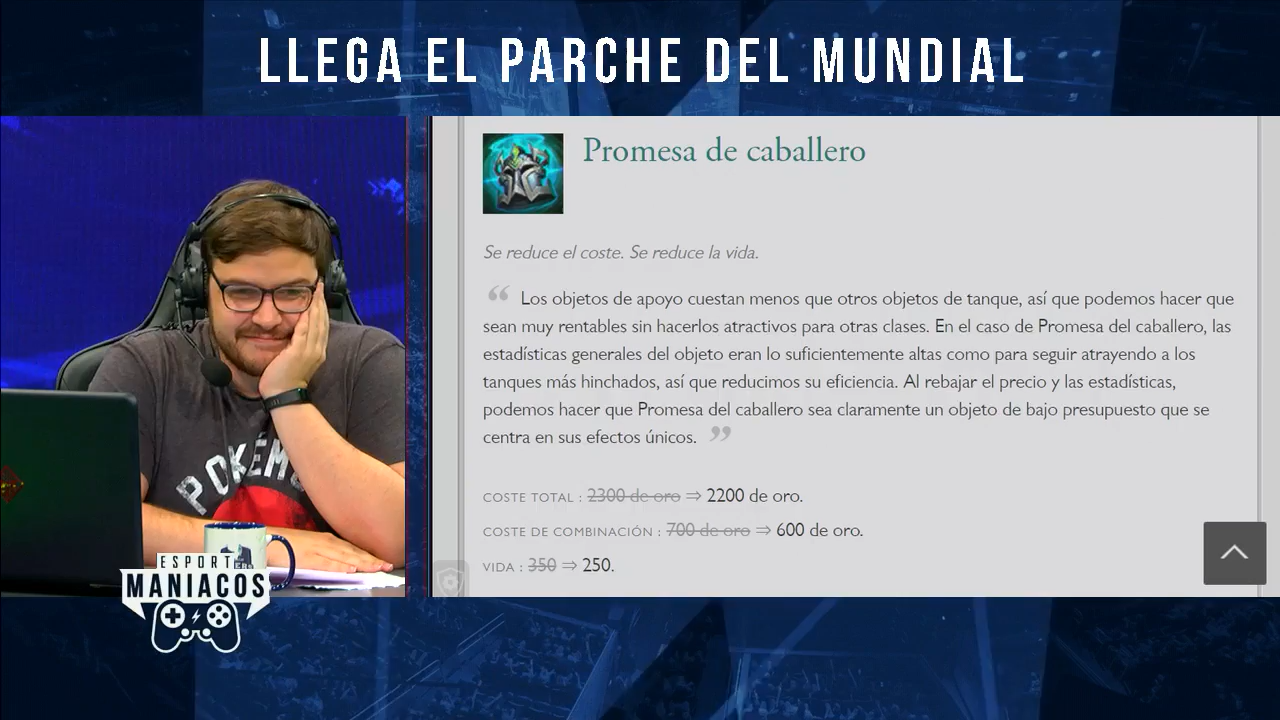 LLEGA EL PARCHE DEL MUNDIAL
Promesa de caballero
Se reduce el coste. Se reduce la vida.
“ Los objetos de apoyo cuestan menos que otros objetos de tanque, así que podemos hacer que
sean muy rentables sin hacerlos atractivos para otras clases. En el caso de Promesa del caballero, las
estadísticas generales del objeto eran lo suficientemente altas como para seguir atrayendo a los
tanques más hinchados, así que reducimos su eficiencia. Al rebajar el precio y las estadísticas,
podemos hacer que Promesa del caballero sea claramente un objeto de bajo presupuesto que se
centra en sus efectos únicos. ”
COSTE TOTAL : 2300 de oro ⇒ 2200 de oro.
COSTE DE COMBINACIÓN : 700 de oro ⇒ 600 de oro.
VIDA : 350 ⇒ 250.
POKÉM
ESPORT
MANIACOS